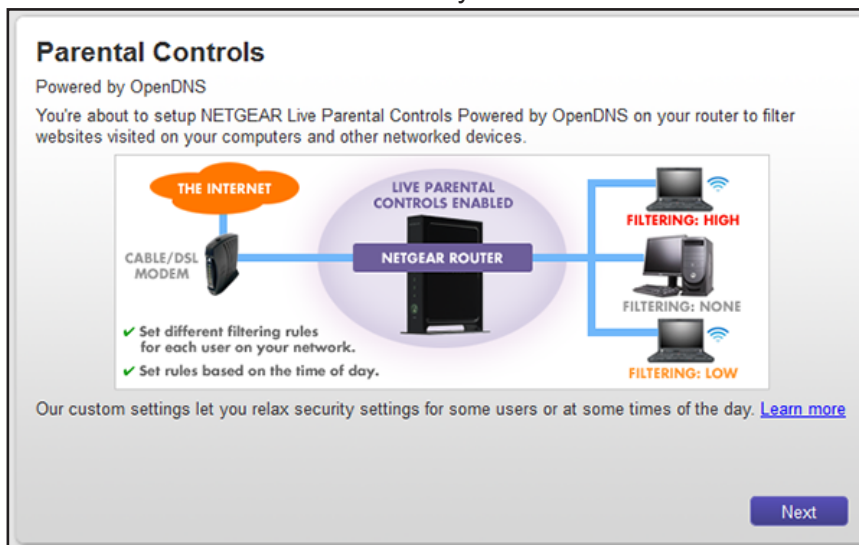 Parental Controls
Powered by OpenDNS
You're about to setup NETGEAR Live Parental Controls Powered by OpenDNS on your router to filter
websites visited on your computers and other networked devices.
THE INTERNET
LIVE PARENTAL
CONTROLS ENABLED
FILTERING: HIGH
CABLE/DSL
MODEM
NETGEAR ROUTER
FILTERING: NONE
✔ Set different filtering rules
for each user on your network.
✔ Set rules based on the time of day.
FILTERING: LOW
Our custom settings let you relax security settings for some users or at some times of the day. Learn more
Next